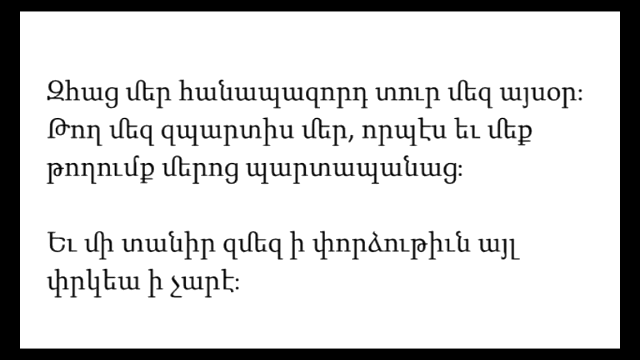 Զհաց մեր հանապազորդ տուր մեզ այսօր։
Թող մեզ զպարտիս մեր, որպէս եւ մեք
թողումք մերոց պարտապանաց։
Եւ մի տանիր զմեզ ի փորձութիւն այլ
փրկեա ի չարէ։